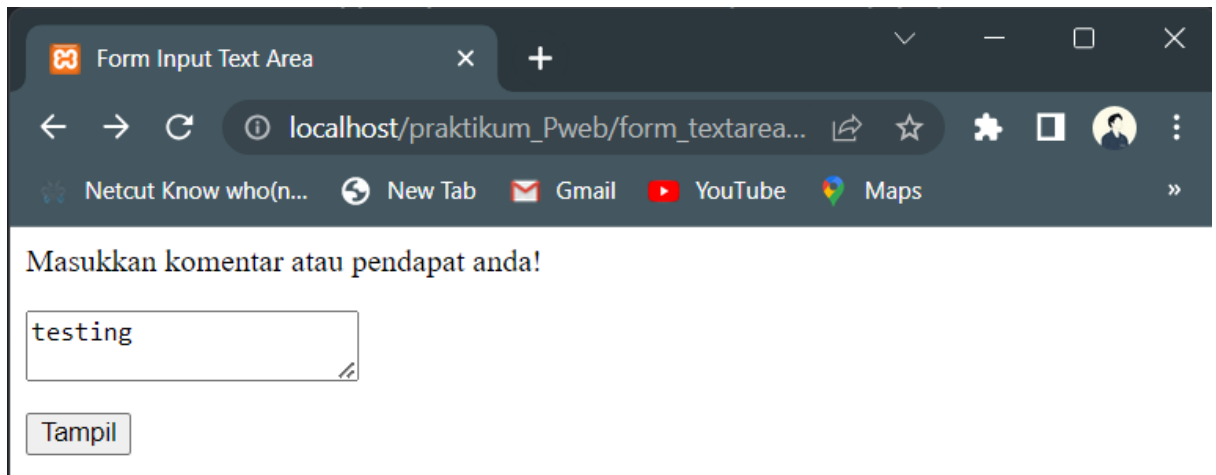 Form Input Text Area
localhost/praktikum_Pweb/form_textarea...
Netcut Know who(n... New Tab Gmail YouTube Maps »
Masukkan komentar atau pendapat anda!
testing
Tampil